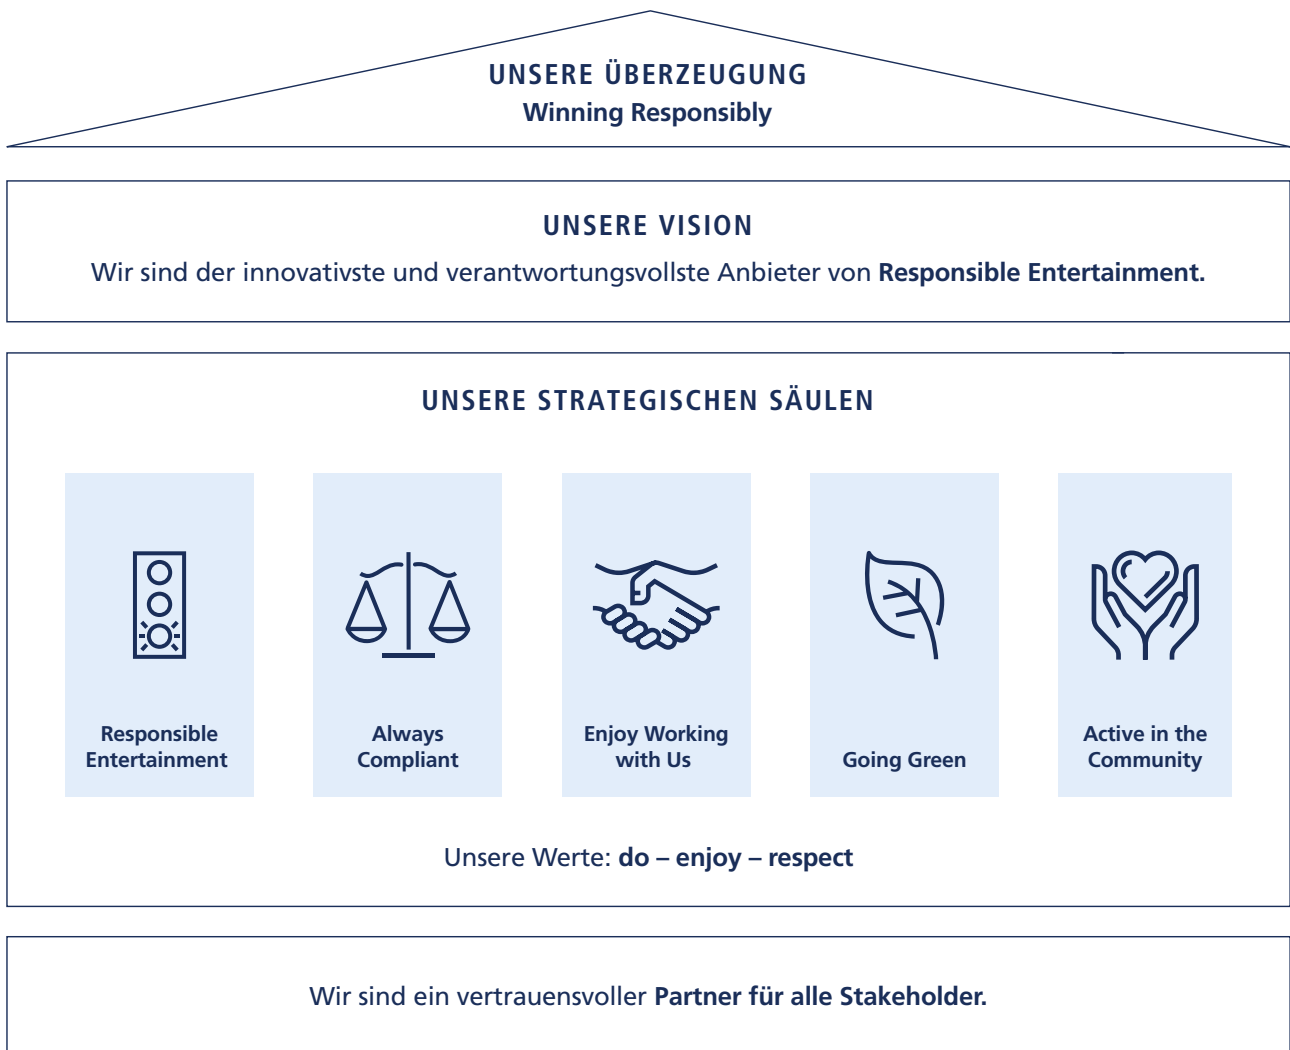 UNSERE ÜBERZEUGUNG
Winning Responsibly
UNSERE VISION
Wir sind der innovativste und verantwortungsvollste Anbieter von Responsible Entertainment.
UNSERE STRATEGISCHEN SÄULEN
Responsible
Entertainment
Always
Compliant
Enjoy Working
with Us
Going Green
Active in the
Community
Unsere Werte: do – enjoy – respect
Wir sind ein vertrauensvoller Partner für alle Stakeholder.